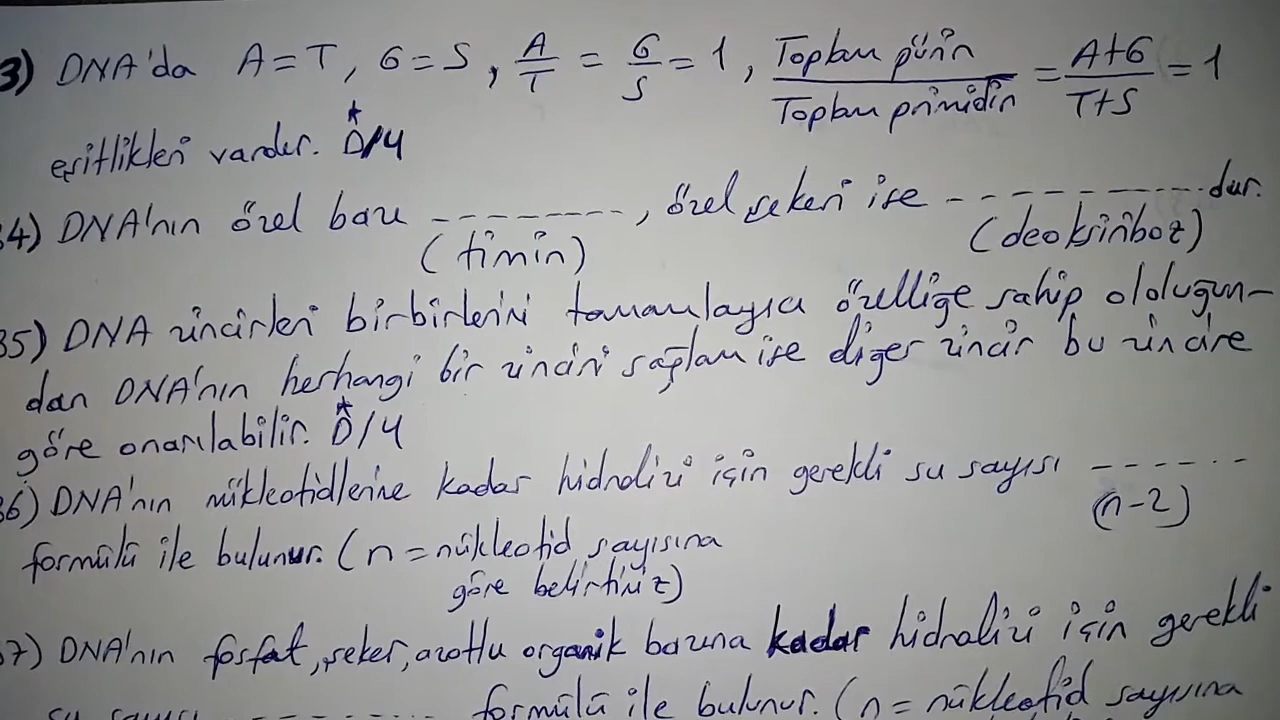 3) DNA'da A=T, G=S, A/T = G/S = 1, Toplam pürin / Toplam primidin = A+G / T+S = 1
eşitlikleri vardır. D*/Y
34) DNA'nın özel bazı ---------, özel şekeri ise ----------- dur.
(timin) (deoksiriboz)
35) DNA zincirleri birbirlerini tamamlayıcı özelliğe sahip olduğun-
dan DNA'nın herhangi bir zinciri sağlam ise diğer zincir bu zincire
göre onarılabilir. D*/Y
36) DNA'nın nükleotidlerine kadar hidrolizi için gerekli su sayısı -------
(n-2)
formülü ile bulunur. (n = nükleotid sayısına
göre belirtiniz)
37) DNA'nın fosfat, şeker, azotlu organik bazına kadar hidrolizi için gerekli
su sayısı --------- formülü ile bulunur. (n = nükleotid sayısına